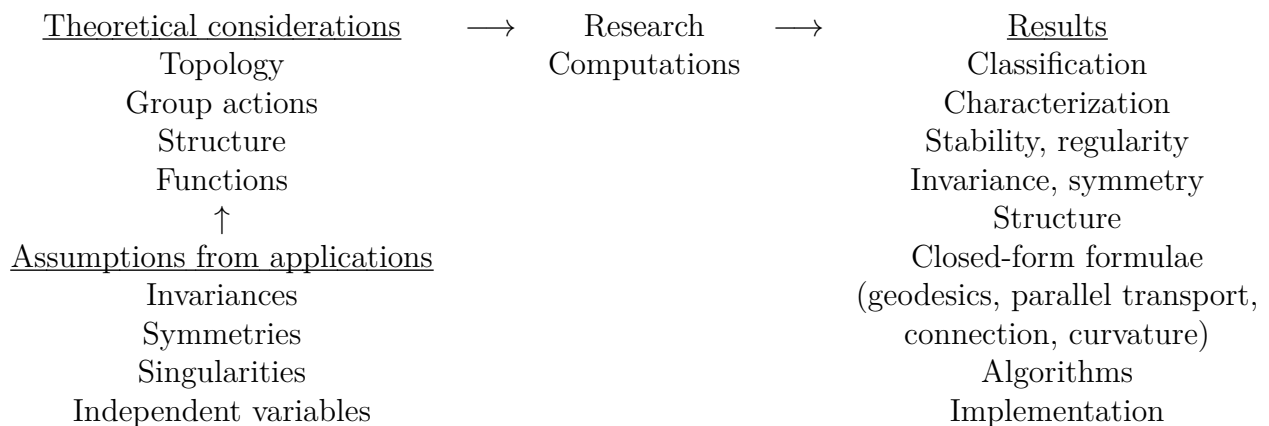 Theoretical considerations ⟶ Research ⟶ Results
Topology Computations Classification
Group actions Characterization
Structure Stability, regularity
Functions Invariance, symmetry
↑ Structure
Assumptions from applications Closed-form formulae
Invariances (geodesics, parallel transport,
Symmetries connection, curvature)
Singularities Algorithms
Independent variables Implementation